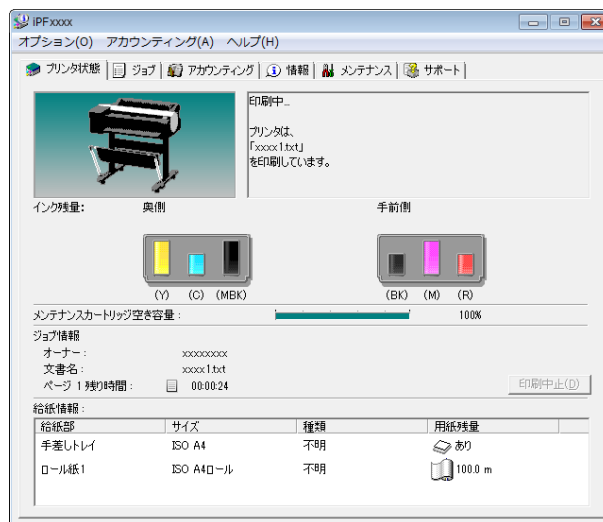 iPFxxxx
オプション(O) アカウンティング(A) ヘルプ(H)
プリンタ状態 ジョブ アカウンティング 情報 メンテナンス サポート
印刷中...
プリンタは、
「xxxx1.txt」
を印刷しています。
インク残量: 奥側 手前側
(Y) (C) (MBK) (BK) (M) (R)
メンテナンスカートリッジ空き容量: 100%
ジョブ情報
オーナー: xxxxxxxx
文書名: xxxx1.txt
ページ 1 残り時間: 00:00:24
印刷中止(D)
給紙情報:
給紙部 サイズ 種類 用紙残量
手差しトレイ ISO A4 不明 あり
ロール紙1 ISO A4ロール 不明 100.0 m